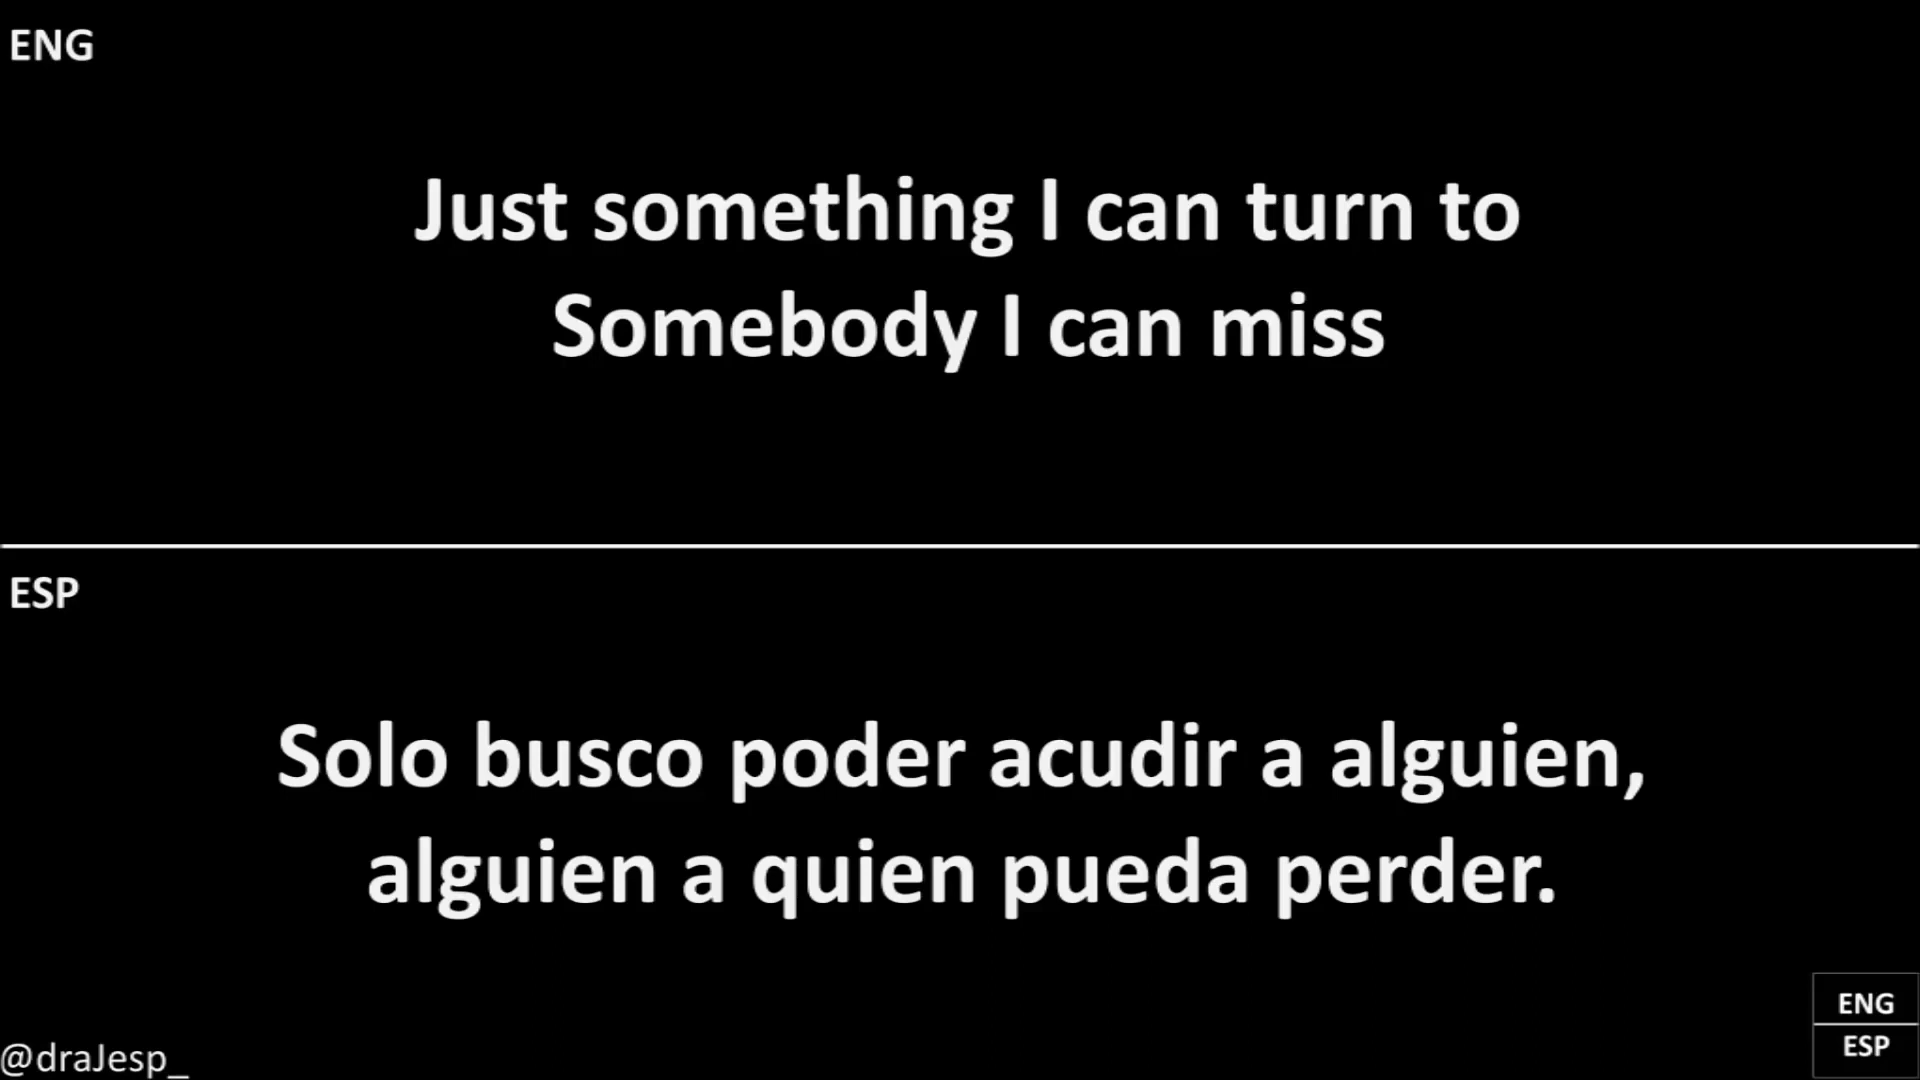 ENG
Just something I can turn to
Somebody I can miss
ESP
Solo busco poder acudir a alguien,
alguien a quien pueda perder.
ENG
ESP
@draJesp_